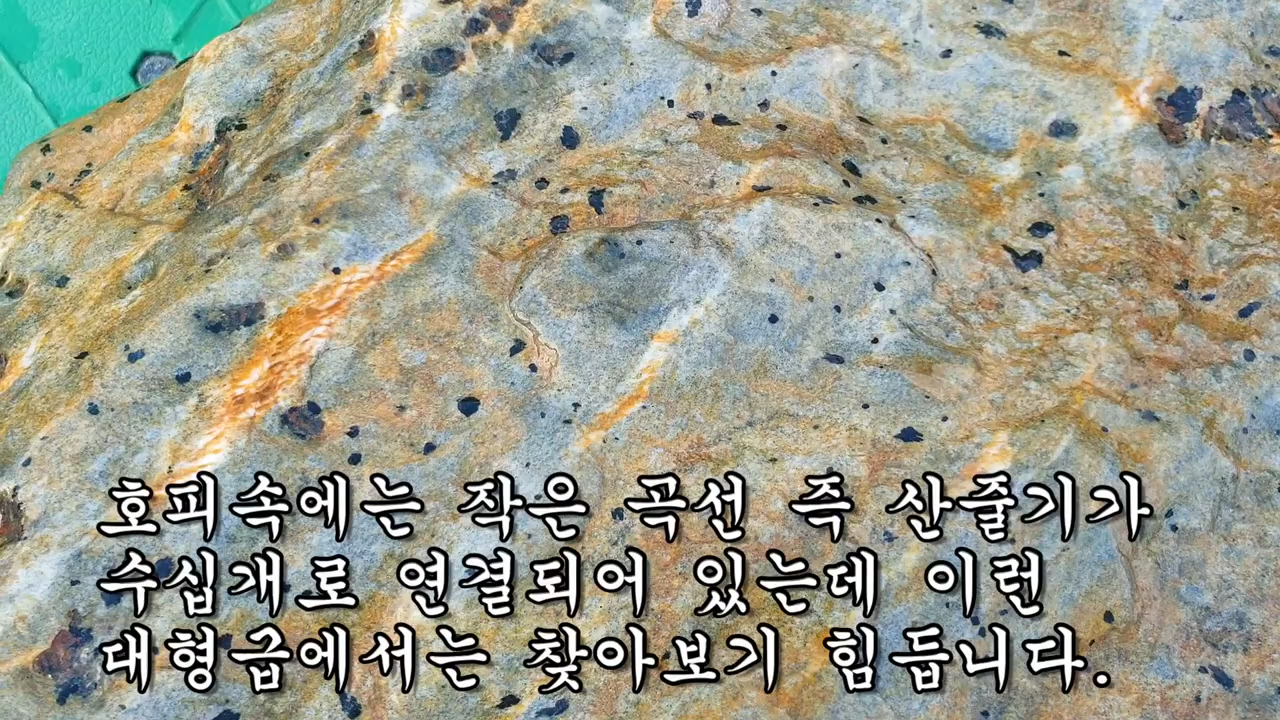 호피속에는 작은 곡선 즉 산줄기가
수십개로 연결되어 있는데 이런
대형급에서는 찾아보기 힘듭니다.